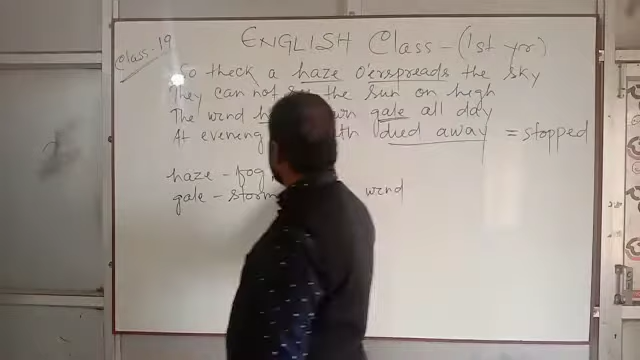 Class-19
ENGLISH Class - (1st yr)
So theck a haze O'erspreads the sky
They can not the sun on high
The wind gale all day
At evening died away = stopped
haze - fog
gale - storm wind